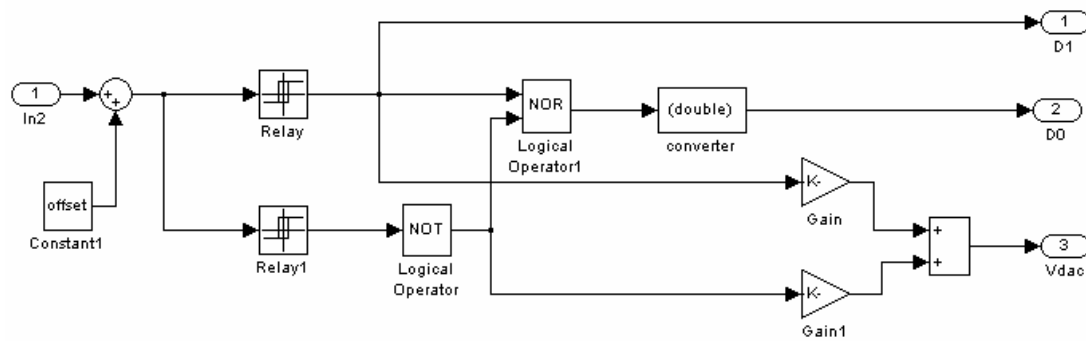 1
D1
1
In2
+
+
Relay
NOR
Logical
Operator1
(double)
converter
2
D0
offset
Constant1
Relay1
NOT
Logical
Operator
K-
Gain
K-
Gain1
+
+
3
Vdac